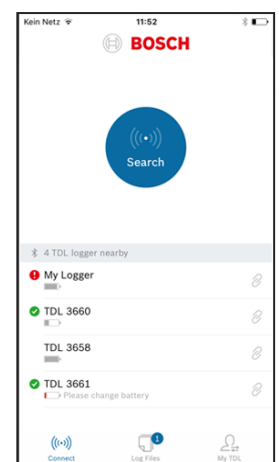 Kein Netz 11:52
BOSCH
Search
4 TDL logger nearby
My Logger
TDL 3660
TDL 3658
TDL 3661
Please change battery
1
Connect Log Files My TDL